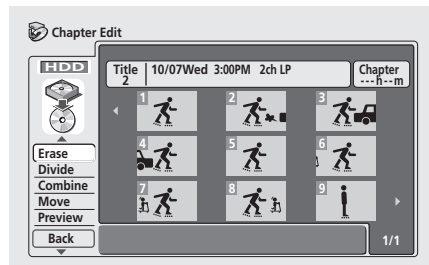 Chapter Edit
HDD
Title 2
10/07Wed 3:00PM 2ch LP
Chapter
---h--m
1
2
3
4
5
6
7
8
9
Erase
Divide
Combine
Move
Preview
Back
1/1